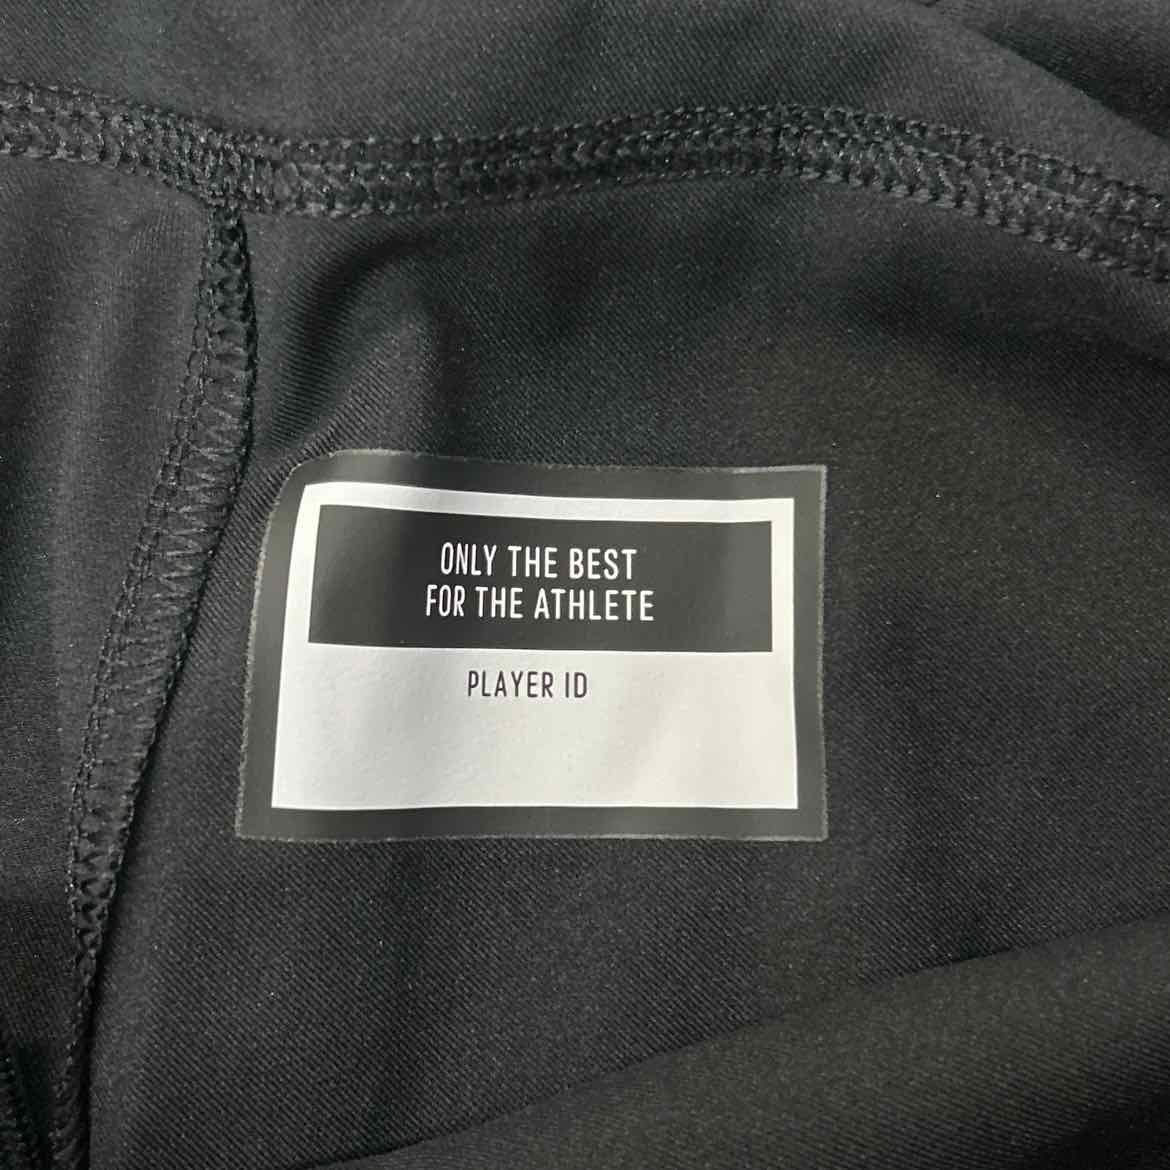 ONLY THE BEST
FOR THE ATHLETE
PLAYER ID